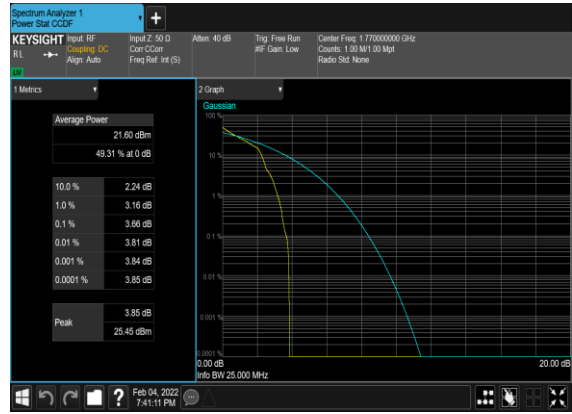 Spectrum Analyzer 1
Power Stat CCDF
+
KEYSIGHT
RL
Input: RF
Coupling: DC
Align: Auto
Input Z: 50 Ω
Corr CCorr
Freq Ref: Int (S)
Atten: 40 dB
Trig: Free Run
#IF Gain: Low
Center Freq: 1.770000000 GHz
Counts: 1.00 M/1.00 Mpt
Radio Std: None
1 Metrics
Average Power
21.60 dBm
49.31 % at 0 dB
10.0 % 2.24 dB
1.0 % 3.16 dB
0.1 % 3.66 dB
0.01 % 3.81 dB
0.001 % 3.84 dB
0.0001 % 3.85 dB
Peak 3.85 dB
25.45 dBm
2 Graph
Gaussian
100 %
10 %
1 %
0.1 %
0.01 %
0.001 %
0.0001 %
0.00 dB 20.00 dB
Info BW 25.000 MHz
? Feb 04, 2022
7:41:11 PM